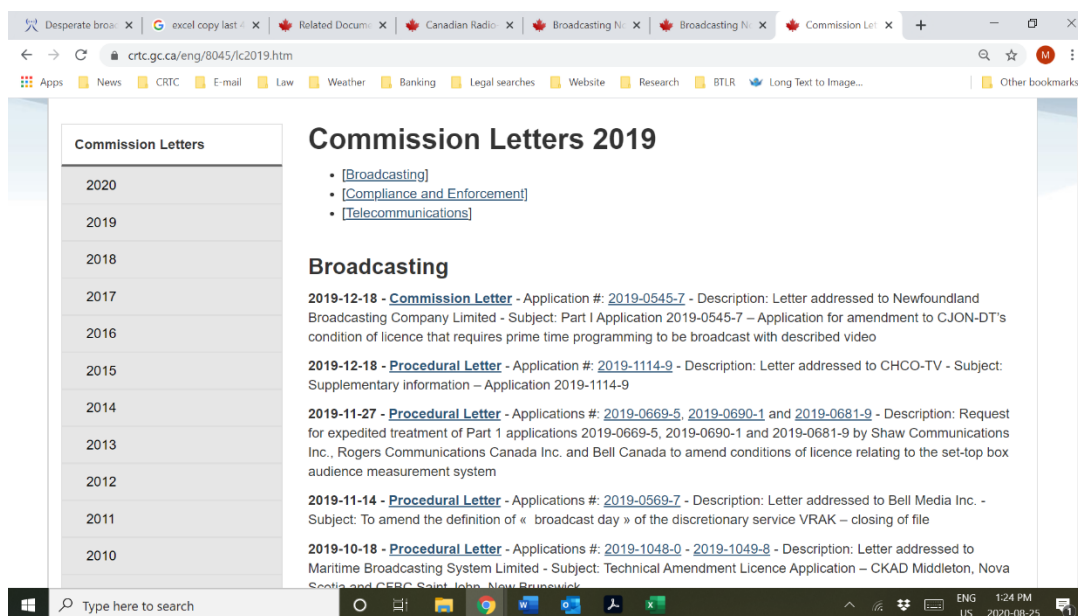 Desperate broa
excel copy last 4
Related Docume
Canadian Radio-
Broadcasting No
Broadcasting No
Commission Let
crtc.gc.ca/eng/8045/lc2019.htm
M
Apps News CRTC E-mail Law Weather Banking Legal searches Website Research BTLR Long Text to Image... Other bookmarks
Commission Letters
2020
2019
2018
2017
2016
2015
2014
2013
2012
2011
2010
Commission Letters 2019
• [Broadcasting]
• [Compliance and Enforcement]
• [Telecommunications]
Broadcasting
2019-12-18 - Commission Letter - Application #: 2019-0545-7 - Description: Letter addressed to Newfoundland
Broadcasting Company Limited - Subject: Part I Application 2019-0545-7 – Application for amendment to CJON-DT's
condition of licence that requires prime time programming to be broadcast with described video
2019-12-18 - Procedural Letter - Application #: 2019-1114-9 - Description: Letter addressed to CHCO-TV - Subject:
Supplementary information – Application 2019-1114-9
2019-11-27 - Procedural Letter - Applications #: 2019-0669-5, 2019-0690-1 and 2019-0681-9 - Description: Request
for expedited treatment of Part 1 applications 2019-0669-5, 2019-0690-1 and 2019-0681-9 by Shaw Communications
Inc., Rogers Communications Canada Inc. and Bell Canada to amend conditions of licence relating to the set-top box
audience measurement system
2019-11-14 - Procedural Letter - Applications #: 2019-0569-7 - Description: Letter addressed to Bell Media Inc. -
Subject: To amend the definition of « broadcast day » of the discretionary service VRAK – closing of file
2019-10-18 - Procedural Letter - Applications #: 2019-1048-0 - 2019-1049-8 - Description: Letter addressed to
Maritime Broadcasting System Limited - Subject: Technical Amendment Licence Application – CKAD Middleton, Nova
Scotia and CFBC Saint John, New Brunswick
Type here to search
ENG
US
1:24 PM
2020-08-25